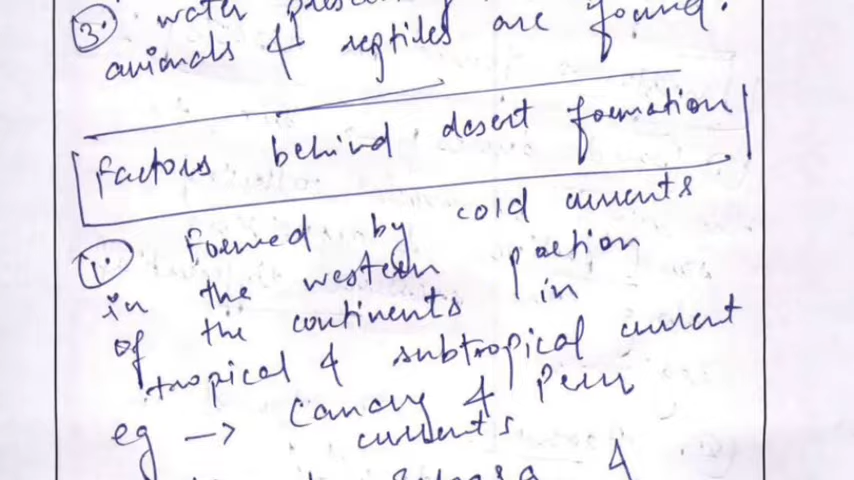 3. water
animals & reptiles are found.
factors behind desert formation
1. Formed by cold currents
in the western portion
of the continents in
tropical & subtropical current
eg → Canary & Peru
currents
&